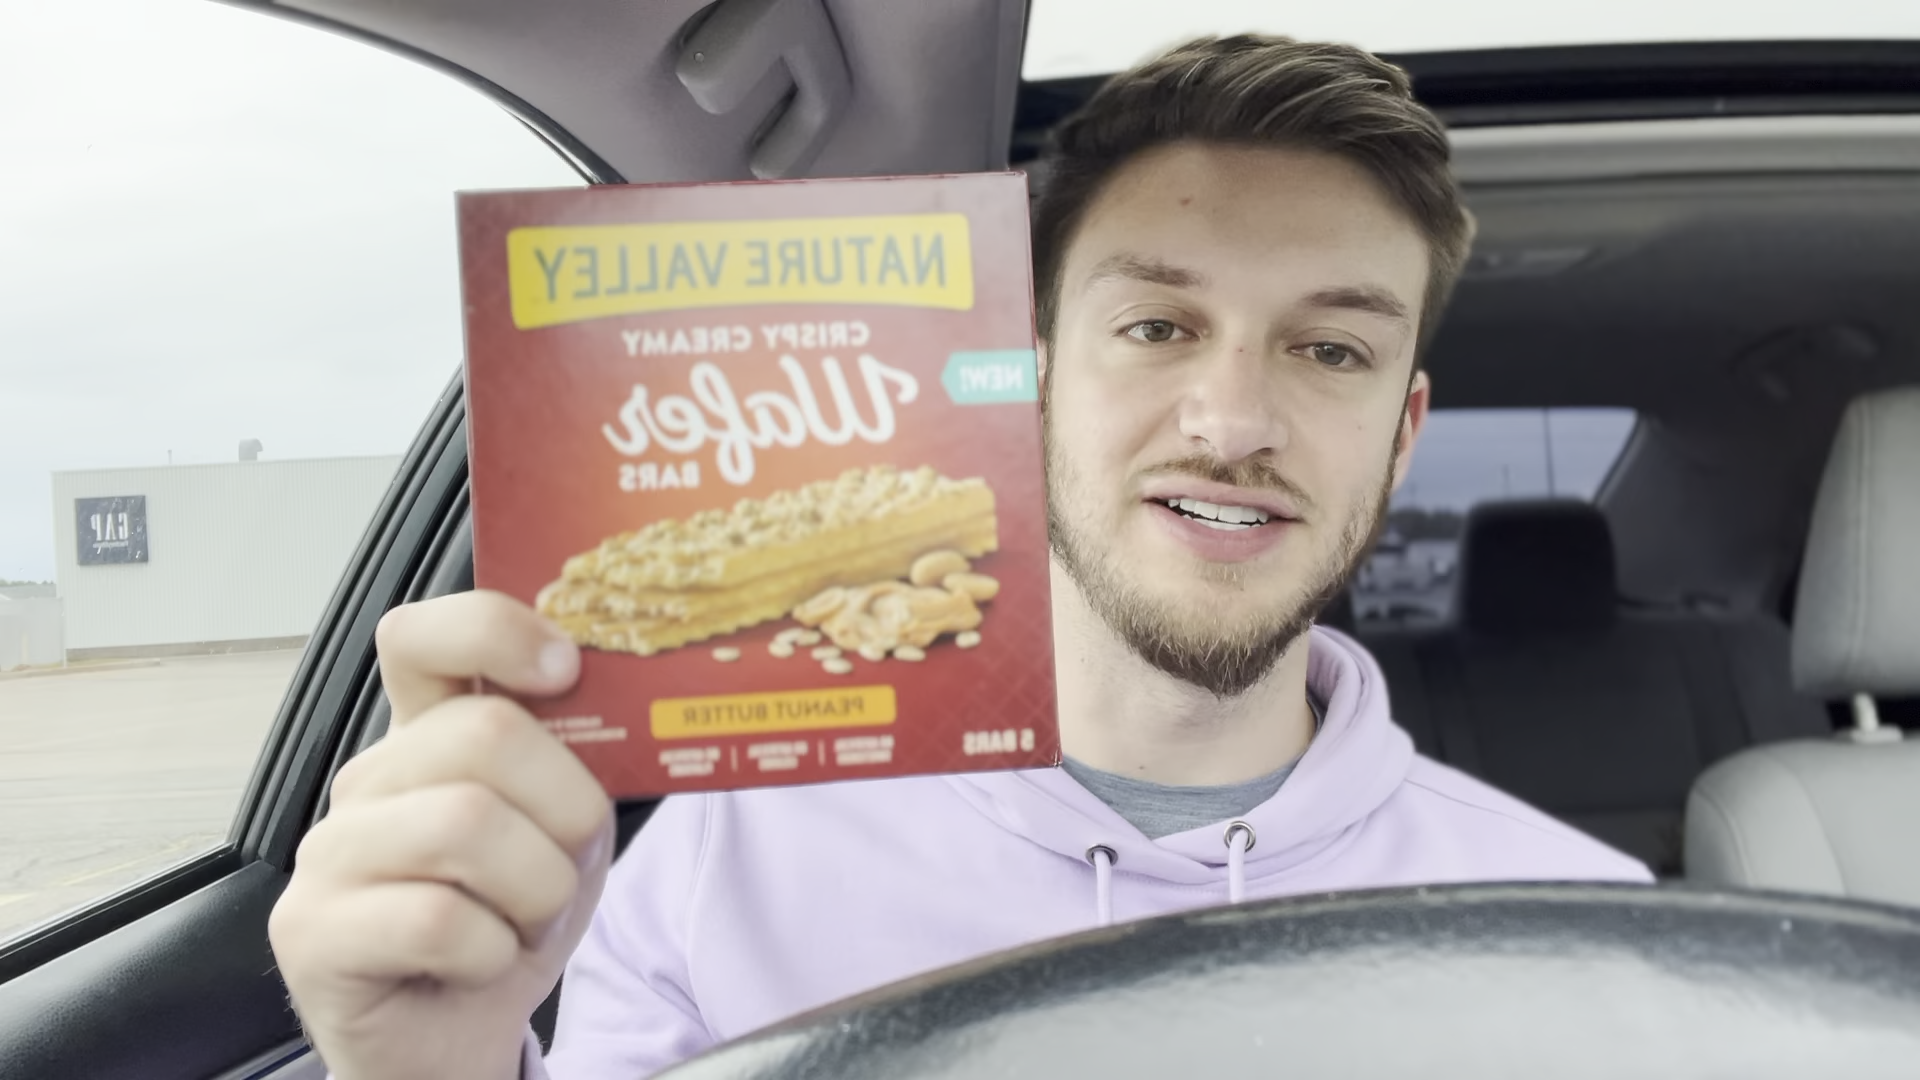 NATURE VALLEY
CRISPY CREAMY
Wafer
BARS
NEW!
PEANUT BUTTER
5 BARS
GAP